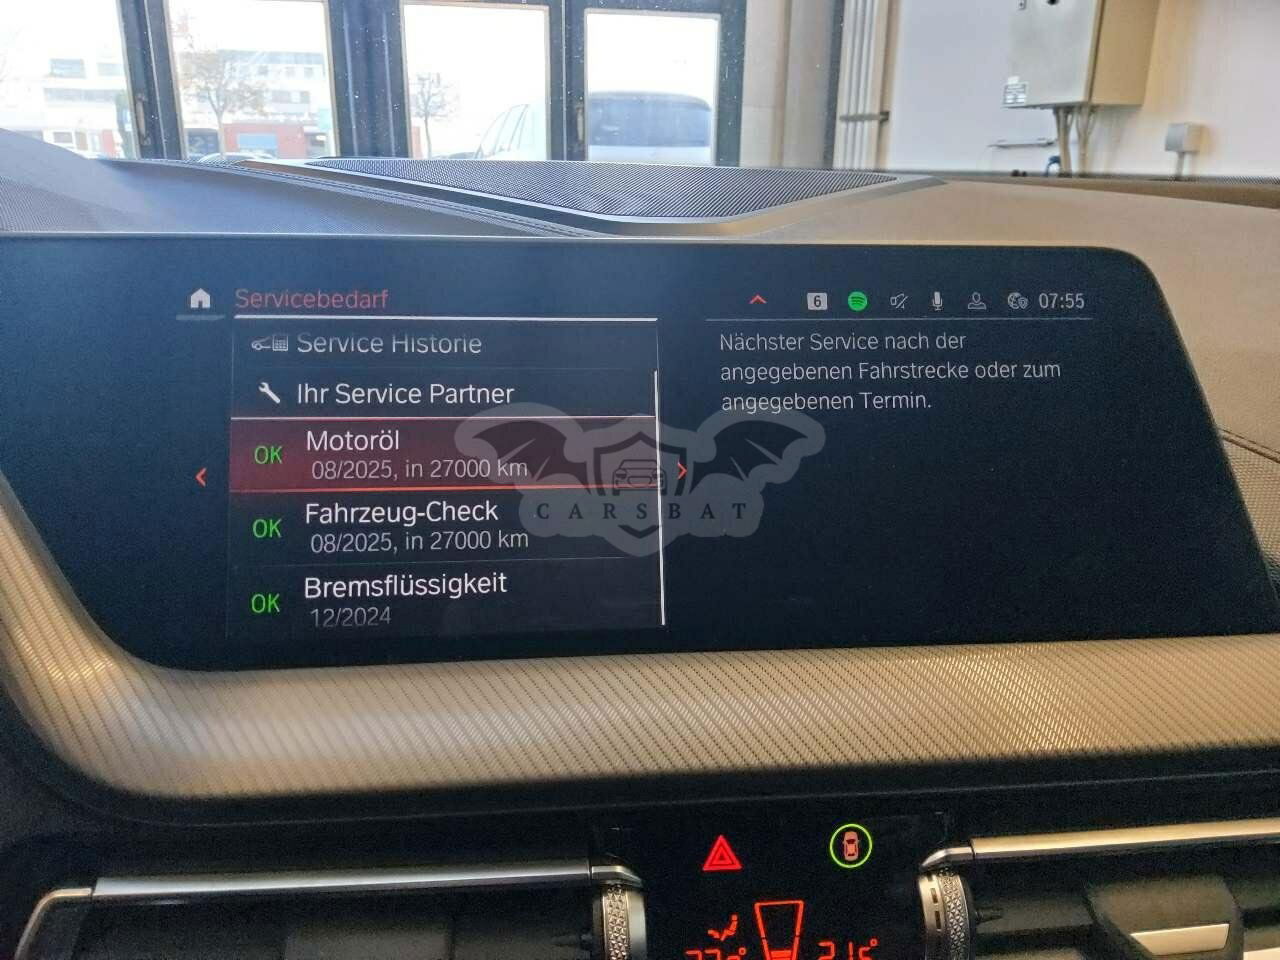 Servicebedarf
6
07:55
Service Historie
Ihr Service Partner
OK
Motoröl
08/2025, in 27000 km
OK
Fahrzeug-Check
08/2025, in 27000 km
OK
Bremsflüssigkeit
12/2024
Nächster Service nach der
angegebenen Fahrstrecke oder zum
angegebenen Termin.
CARSBAT